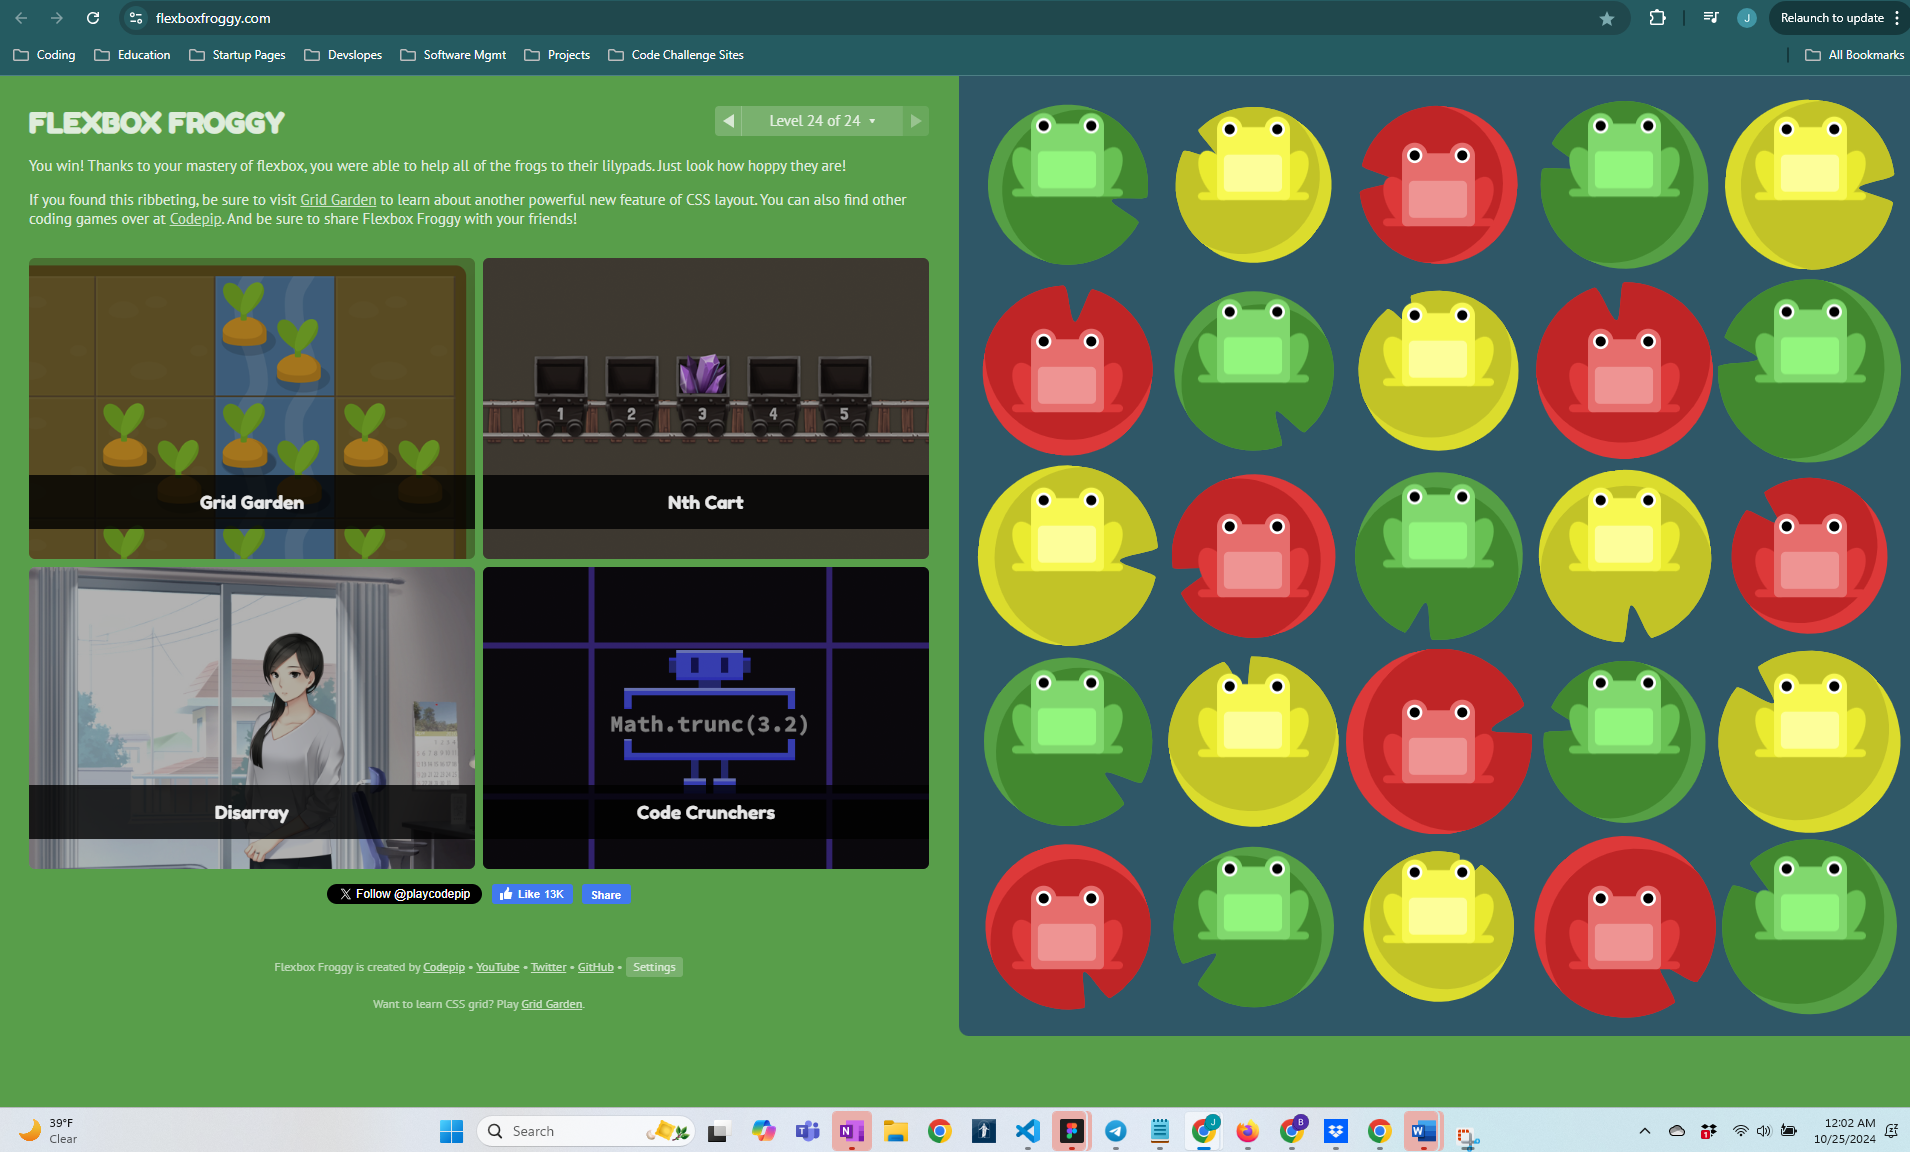 flexboxfroggy.com
J
Relaunch to update
Coding
Education
Startup Pages
Devslopes
Software Mgmt
Projects
Code Challenge Sites
All Bookmarks
FLEXBOX FROGGY
Level 24 of 24
You win! Thanks to your mastery of flexbox, you were able to help all of the frogs to their lilypads. Just look how hoppy they are!
If you found this ribbeting, be sure to visit Grid Garden to learn about another powerful new feature of CSS layout. You can also find other
coding games over at Codepip. And be sure to share Flexbox Froggy with your friends!
1 2 3 4 5
Grid Garden
Nth Cart
Math.trunc(3.2)
Disarray
Code Crunchers
Follow @playcodepip
Like 13K
Share
Flexbox Froggy is created by Codepip • YouTube • Twitter • GitHub • Settings
Want to learn CSS grid? Play Grid Garden.
39°F
Clear
Search
12:02 AM
10/25/2024